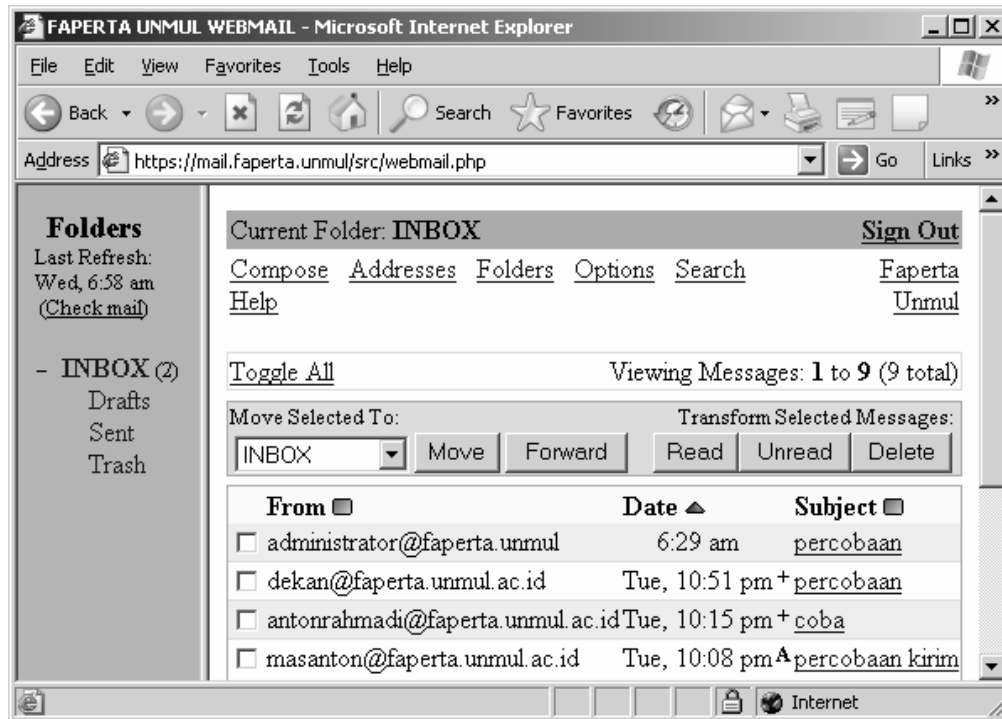 FAPERTA UNMUL WEBMAIL - Microsoft Internet Explorer
File Edit View Favorites Tools Help
Back Search Favorites »
Address https://mail.faperta.unmul/src/webmail.php Go Links »
Folders
Last Refresh:
Wed, 6:58 am
(Check mail)
– INBOX (2)
Drafts
Sent
Trash
Current Folder: INBOX Sign Out
Compose Addresses Folders Options Search Faperta
Help Unmul
Toggle All Viewing Messages: 1 to 9 (9 total)
Move Selected To: Transform Selected Messages:
INBOX Move Forward Read Unread Delete
From Date Subject
administrator@faperta.unmul 6:29 am percobaan
dekan@faperta.unmul.ac.id Tue, 10:51 pm + percobaan
antonrahmadi@faperta.unmul.ac.id Tue, 10:15 pm + coba
masanton@faperta.unmul.ac.id Tue, 10:08 pm A percobaan kirim
Internet